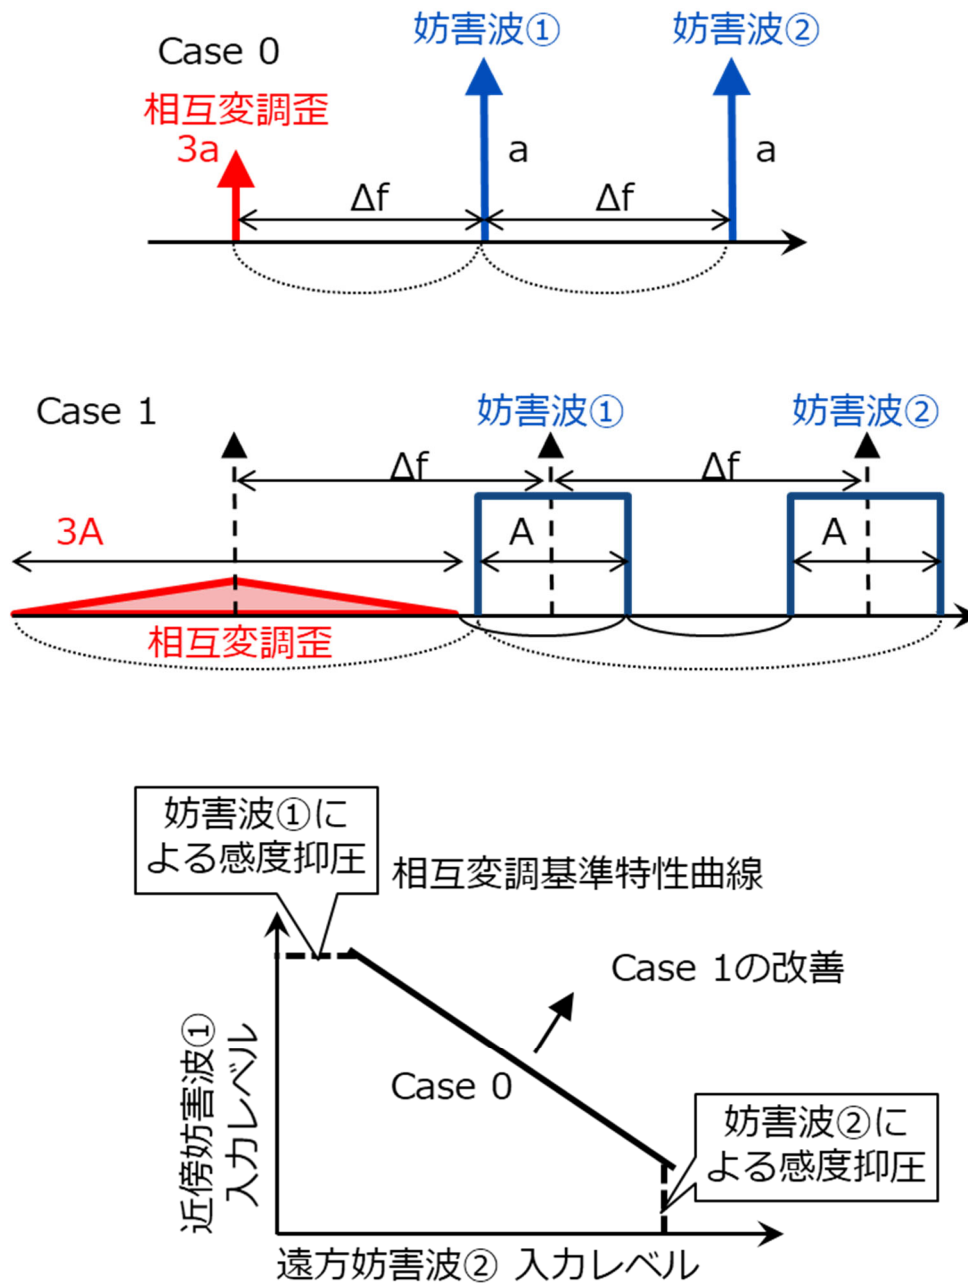 Case 0
妨害波①
妨害波②
相互変調歪
3a
a
a
Δf
Δf
Case 1
妨害波①
妨害波②
Δf
Δf
3A
A
A
相互変調歪
妨害波①に
よる感度抑圧
相互変調基準特性曲線
Case 1の改善
近傍妨害波①
入力レベル
Case 0
妨害波②に
よる感度抑圧
遠方妨害波② 入力レベル